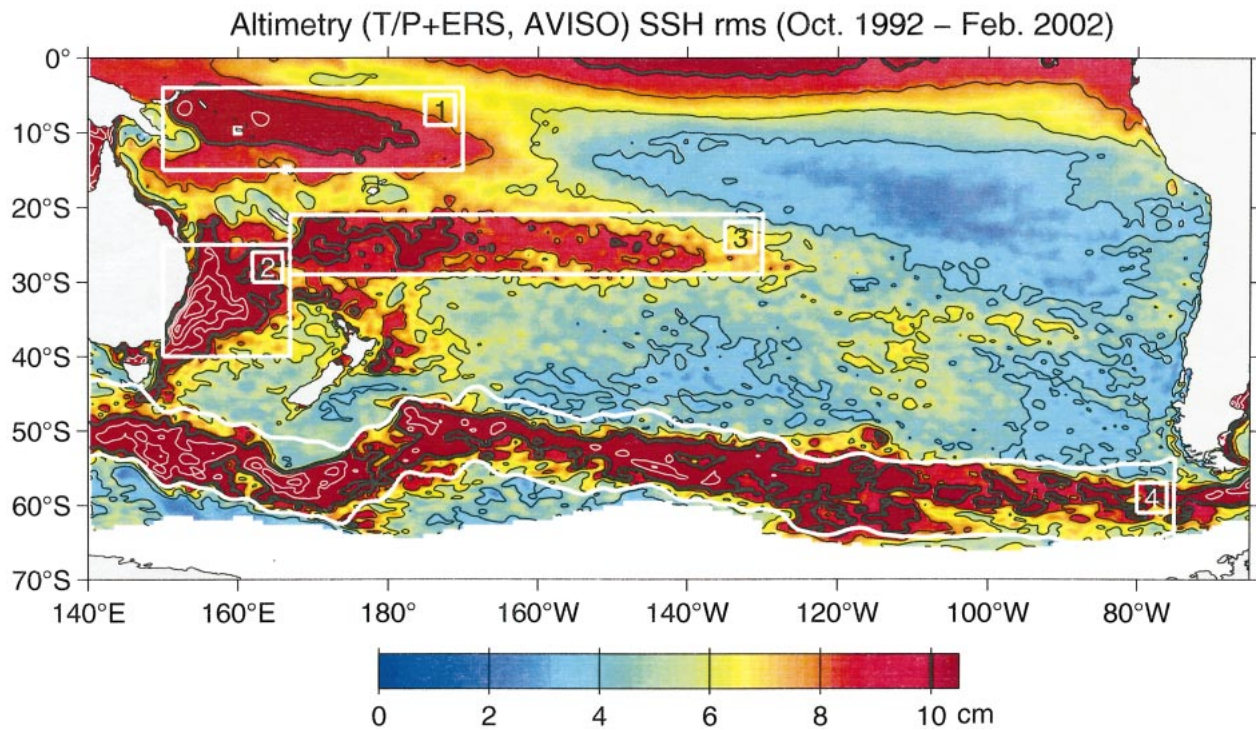 Altimetry (T/P+ERS, AVISO) SSH rms (Oct. 1992 – Feb. 2002)
0°
10°S
20°S
30°S
40°S
50°S
60°S
70°S
1
2
3
4
140°E 160°E 180° 160°W 140°W 120°W 100°W 80°W
0 2 4 6 8 10 cm